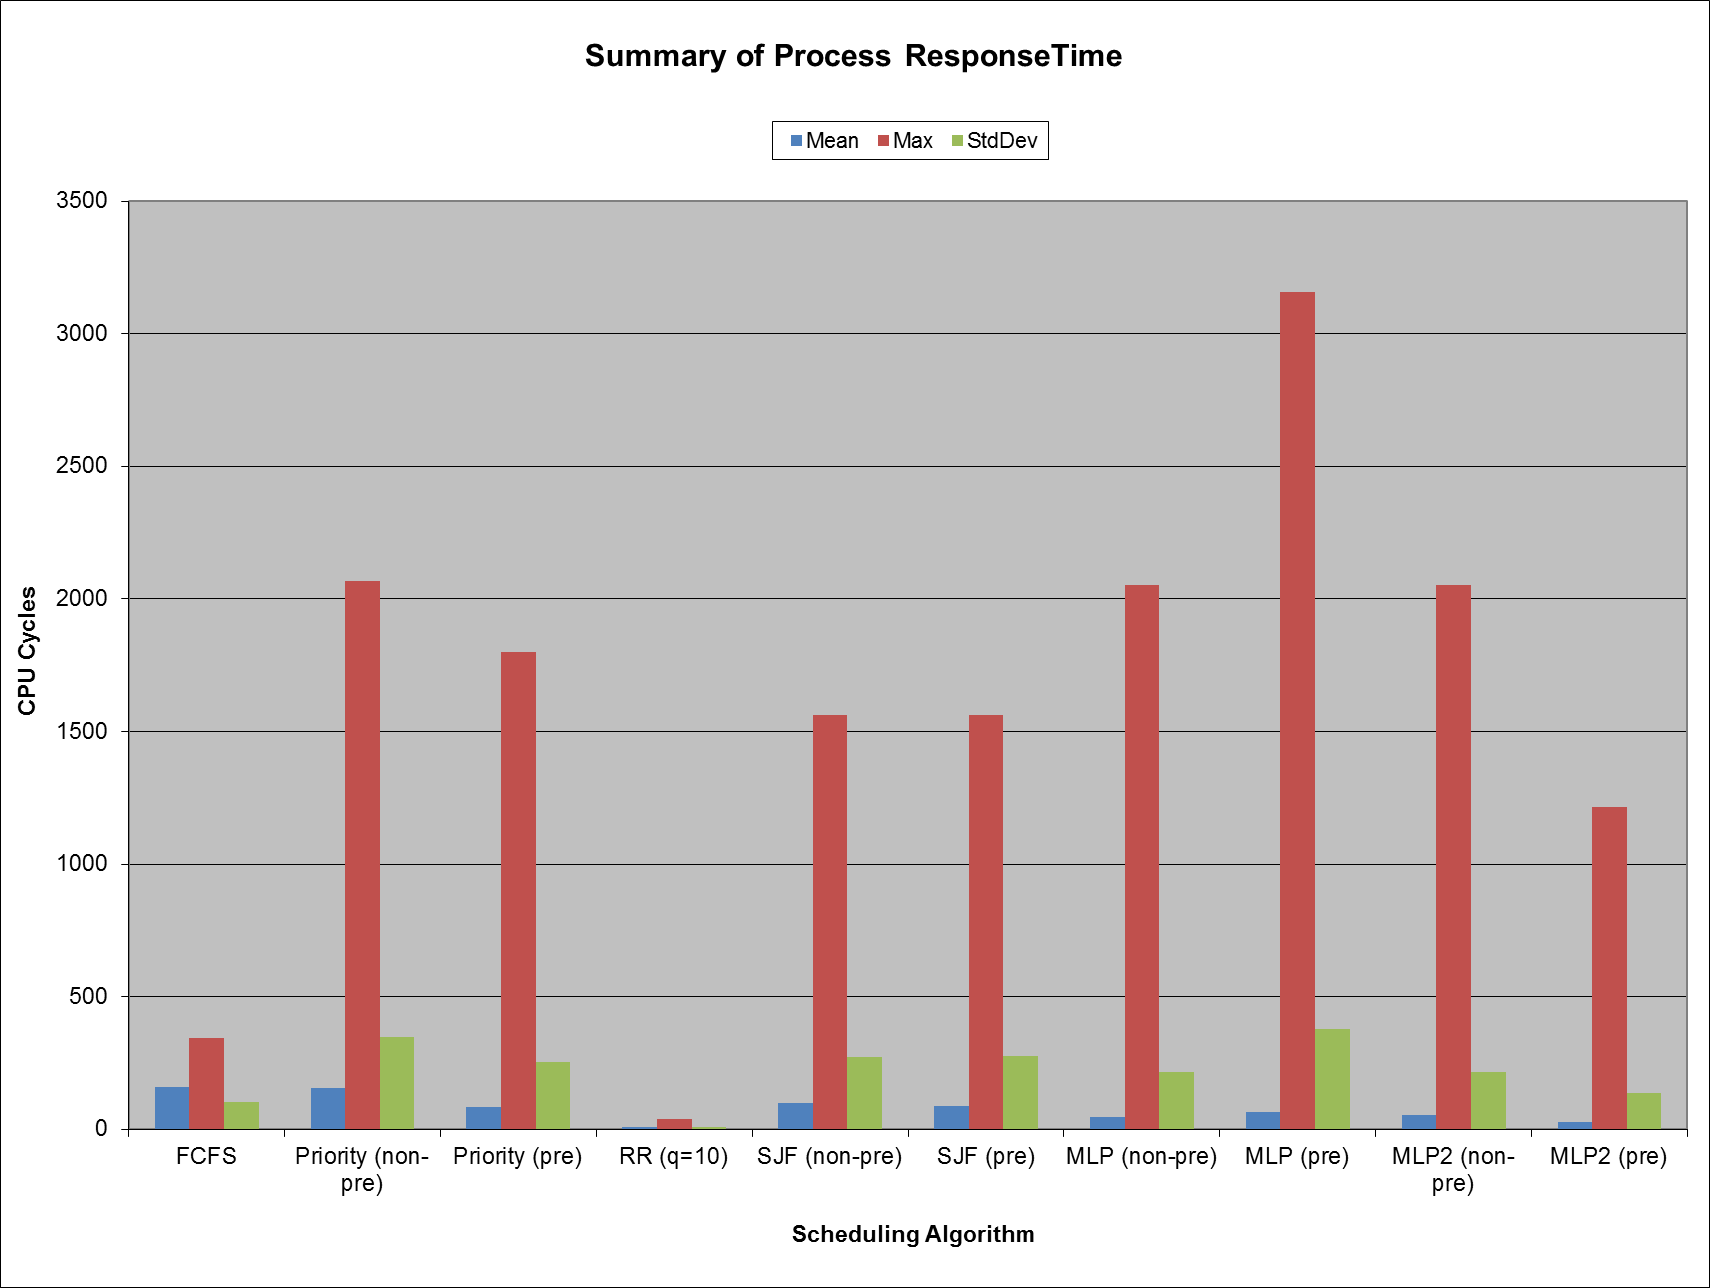 Summary of Process ResponseTime
Mean Max StdDev
3500
3000
2500
2000
1500
1000
500
0
CPU Cycles
FCFS Priority (non- Priority (pre) RR (q=10) SJF (non-pre) SJF (pre) MLP (non-pre) MLP (pre) MLP2 (non- MLP2 (pre)
pre) pre)
Scheduling Algorithm